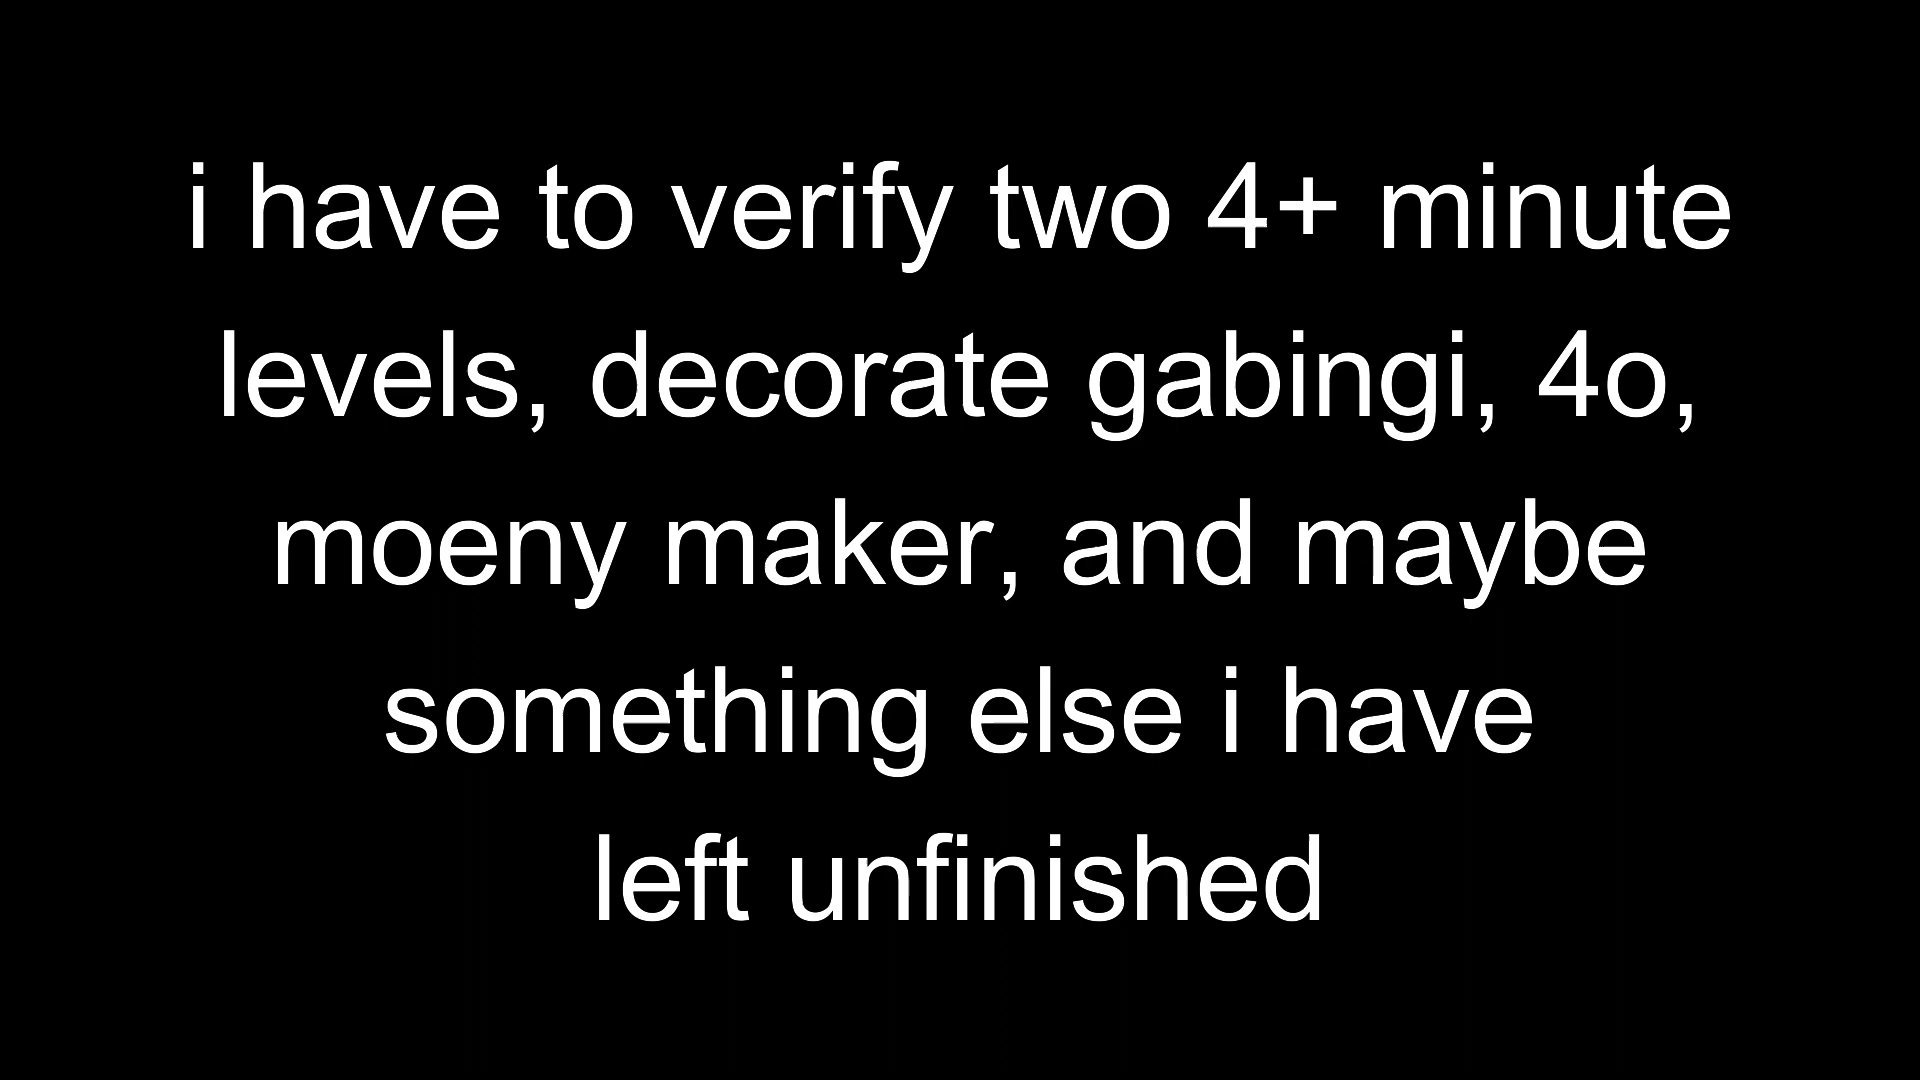 i have to verify two 4+ minute
levels, decorate gabingi, 4o,
moeny maker, and maybe
something else i have
left unfinished